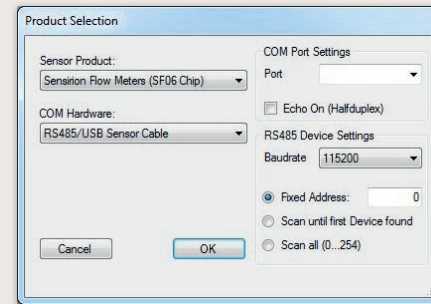 Product Selection
Sensor Product:
Sensirion Flow Meters (SF06 Chip)
COM Hardware:
RS485/USB Sensor Cable
Cancel
OK
COM Port Settings
Port
Echo On (Halfduplex)
RS485 Device Settings
Baudrate 115200
Fixed Address: 0
Scan until first Device found
Scan all (0...254)